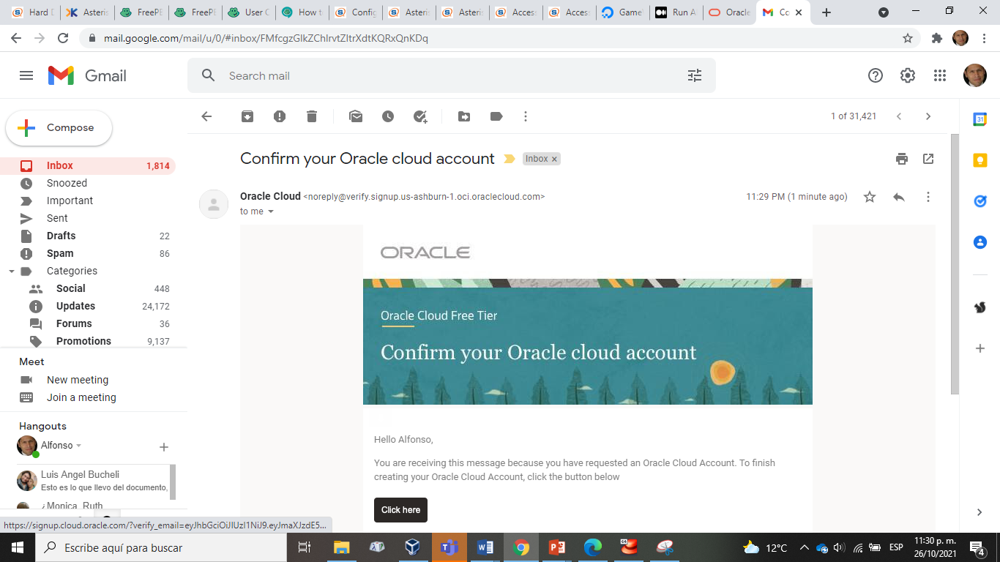 Hard D
Asteris
FreePE
FreePE
User C
How to
Config
Asteris
Asteris
Access
Access
Game
Run A
Oracle
Co
mail.google.com/mail/u/0/#inbox/FMfcgzGlkZChlrvtZltrXdtKQRxQnKDq
Gmail
Search mail
Compose
1 of 31,421
31
Inbox 1,814
Snoozed
Important
Sent
Drafts 22
Spam 86
Categories
Social 448
Updates 24,172
Forums 36
Promotions 9,137
Meet
New meeting
Join a meeting
Hangouts
Alfonso
Luis Angel Bucheli
Esto es lo que llevo del documento,
¿Monica Ruth
Confirm your Oracle cloud account
Inbox x
Oracle Cloud <noreply@verify.signup.us-ashburn-1.oci.oraclecloud.com>
11:29 PM (1 minute ago)
to me
ORACLE
Oracle Cloud Free Tier
Confirm your Oracle cloud account
Hello Alfonso,
You are receiving this message because you have requested an Oracle Cloud Account. To finish
creating your Oracle Cloud Account, click the button below
Click here
https://signup.cloud.oracle.com/?verify_email=eyJhbGciOiJIUzI1NiJ9.eyJmaXJzdE5...
Escribe aquí para buscar
12°C
ESP
11:30 p. m.
26/10/2021
4